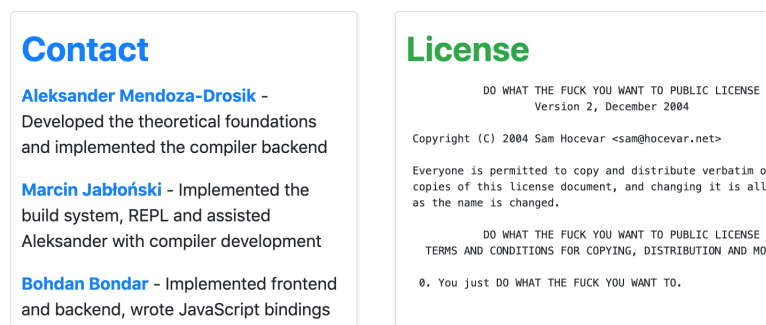 Contact
Aleksander Mendoza-Drosik -
Developed the theoretical foundations
and implemented the compiler backend
Marcin Jabłoński - Implemented the
build system, REPL and assisted
Aleksander with compiler development
Bohdan Bondar - Implemented frontend
and backend, wrote JavaScript bindings
License
DO WHAT THE FUCK YOU WANT TO PUBLIC LICENSE
Version 2, December 2004
Copyright (C) 2004 Sam Hocevar <sam@hocevar.net>
Everyone is permitted to copy and distribute verbatim o
copies of this license document, and changing it is all
as the name is changed.
DO WHAT THE FUCK YOU WANT TO PUBLIC LICENSE
TERMS AND CONDITIONS FOR COPYING, DISTRIBUTION AND MO
0. You just DO WHAT THE FUCK YOU WANT TO.